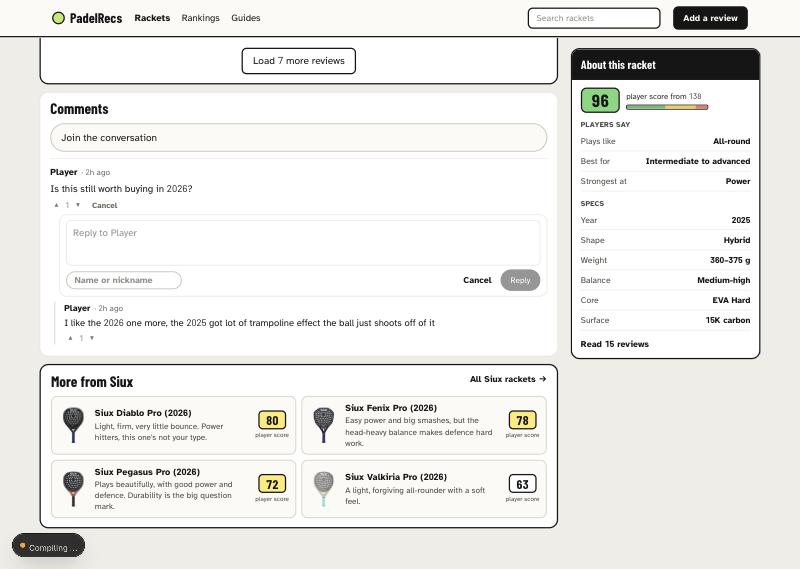 PadelRecs Rackets Rankings Guides Search rackets Add a review
Load 7 more reviews
Comments
Join the conversation
Player · 2h ago
Is this still worth buying in 2026?
▲ 1 ▼ Cancel
Reply to Player
Name or nickname Cancel Reply
Player · 2h ago
I like the 2026 one more, the 2025 got lot of trampoline effect the ball just shoots off of it
▲ 1 ▼
More from Siux All Siux rackets →
Siux Diablo Pro (2026)
Light, firm, very little bounce. Power
hitters, this one's not your type.
80
player score
Siux Fenix Pro (2026)
Easy power and big smashes, but the
head-heavy balance makes defence hard
work.
78
player score
Siux Pegasus Pro (2026)
Plays beautifully, with good power and
defence. Durability is the big question
mark.
72
player score
Siux Valkiria Pro (2026)
A light, forgiving all-rounder with a soft
feel.
63
player score
About this racket
96 player score from 138
PLAYERS SAY
Plays like All-round
Best for Intermediate to advanced
Strongest at Power
SPECS
Year 2025
Shape Hybrid
Weight 360–375 g
Balance Medium-high
Core EVA Hard
Surface 15K carbon
Read 15 reviews
Compiling ...